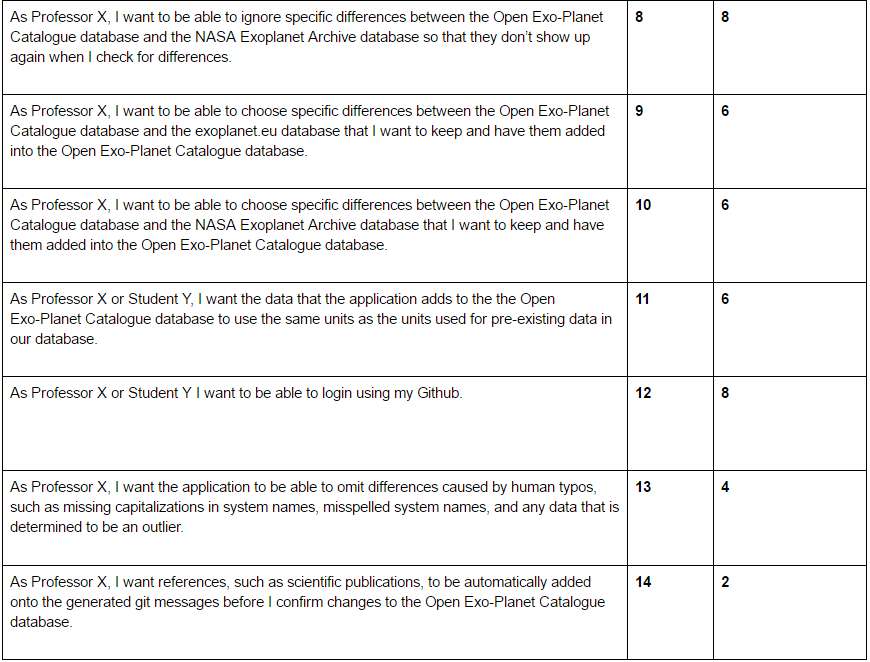 As Professor X, I want to be able to ignore specific differences between the Open Exo-Planet 8 8
Catalogue database and the NASA Exoplanet Archive database so that they don't show up
again when I check for differences.
As Professor X, I want to be able to choose specific differences between the Open Exo-Planet 9 6
Catalogue database and the exoplanet.eu database that I want to keep and have them added
into the Open Exo-Planet Catalogue database.
As Professor X, I want to be able to choose specific differences between the Open Exo-Planet 10 6
Catalogue database and the NASA Exoplanet Archive database that I want to keep and have
them added into the Open Exo-Planet Catalogue database.
As Professor X or Student Y, I want the data that the application adds to the the Open 11 6
Exo-Planet Catalogue database to use the same units as the units used for pre-existing data in
our database.
As Professor X or Student Y I want to be able to login using my Github. 12 8
As Professor X, I want the application to be able to omit differences caused by human typos, 13 4
such as missing capitalizations in system names, misspelled system names, and any data that is
determined to be an outlier.
As Professor X, I want references, such as scientific publications, to be automatically added 14 2
onto the generated git messages before I confirm changes to the Open Exo-Planet Catalogue
database.